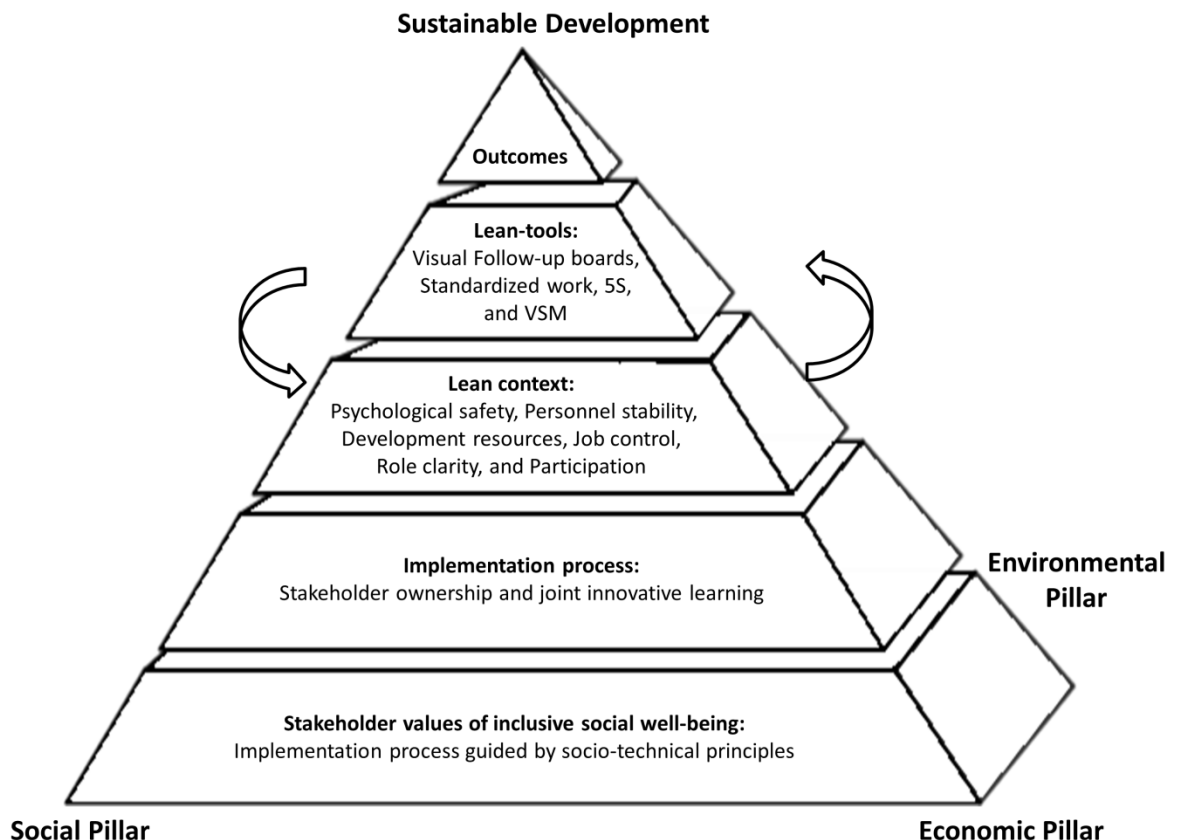 Sustainable Development
Outcomes
Lean-tools:
Visual Follow-up boards,
Standardized work, 5S,
and VSM
Lean context:
Psychological safety, Personnel stability,
Development resources, Job control,
Role clarity, and Participation
Implementation process:
Stakeholder ownership and joint innovative learning
Environmental
Pillar
Stakeholder values of inclusive social well-being:
Implementation process guided by socio-technical principles
Social Pillar
Economic Pillar